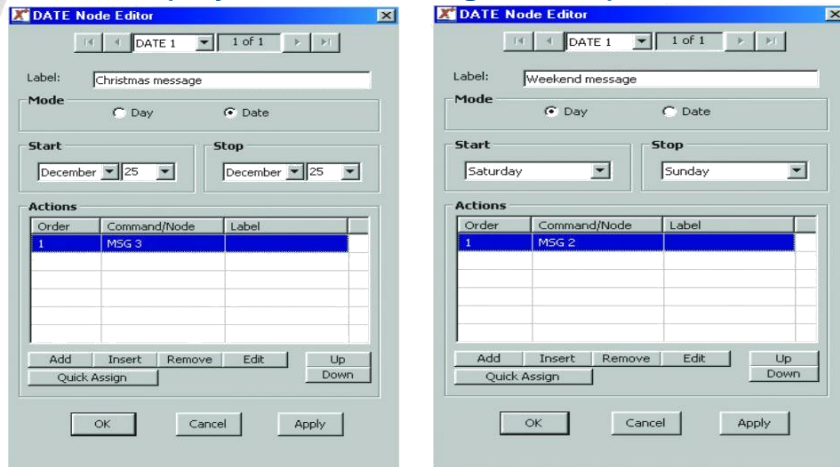 DATE Node Editor
DATE 1 1 of 1
Label: Christmas message
Mode
Day Date
Start Stop
December 25 December 25
Actions
Order Command/Node Label
1 MSG 3
Add Insert Remove Edit Up
Quick Assign Down
OK Cancel Apply
DATE Node Editor
DATE 1 1 of 1
Label: Weekend message
Mode
Day Date
Start Stop
Saturday Sunday
Actions
Order Command/Node Label
1 MSG 2
Add Insert Remove Edit Up
Quick Assign Down
OK Cancel Apply